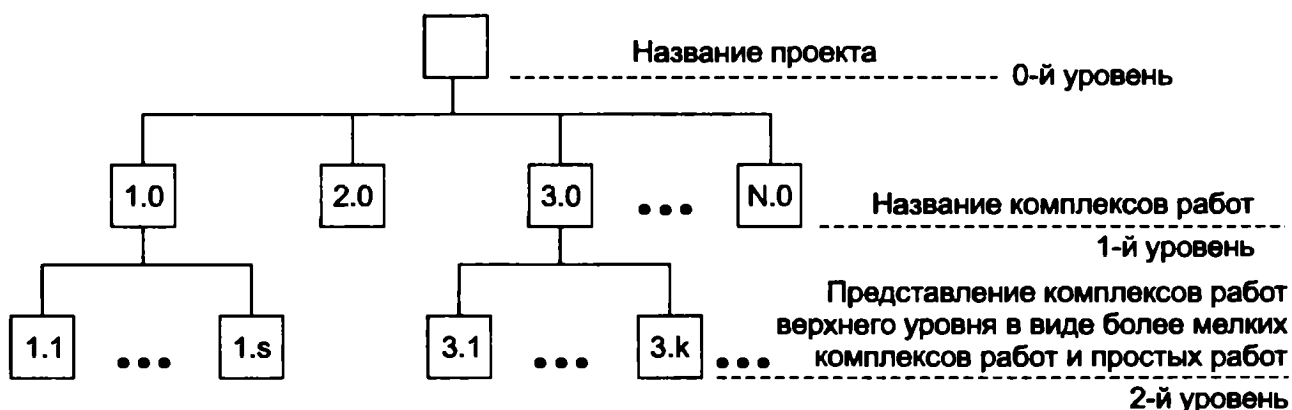 Название проекта
0-й уровень
1.0 2.0 3.0 ••• N.0
Название комплексов работ
1-й уровень
Представление комплексов работ
верхнего уровня в виде более мелких
комплексов работ и простых работ
1.1 ••• 1.s 3.1 ••• 3.k •••
2-й уровень